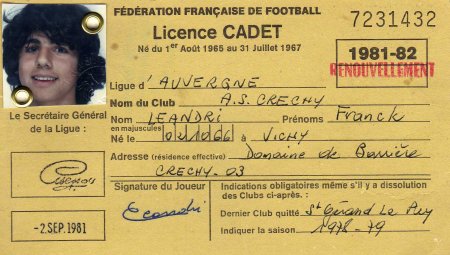 FÉDÉRATION FRANÇAISE DE FOOTBALL
7231432
Licence CADET
Né du 1er Août 1965 au 31 Juillet 1967
1981-82
RENOUVELLEMENT
Ligue d'AUVERGNE
Nom du Club A.S. CRECHY
Nom LEANDRI Prénoms Franck
en majuscules
Né le 02 1966 à VICHY
Adresse (résidence effective) Domaine de
CRECHY - 03
Le Secrétaire Général
de la Ligue :
-2. SEP. 1981
Signature du Joueur
Indications obligatoires même s'il y a dissolution
des Clubs ci-après :
Dernier Club quitté St Gérand Le Puy
Indiquer la saison 1978-79